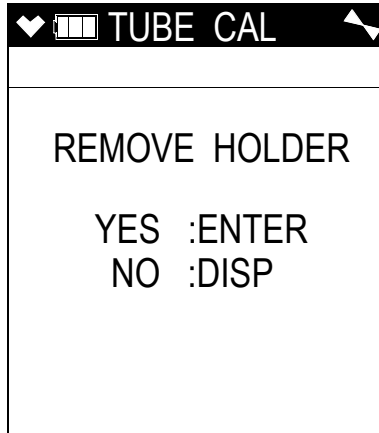 TUBE CAL
REMOVE HOLDER
YES :ENTER
NO :DISP